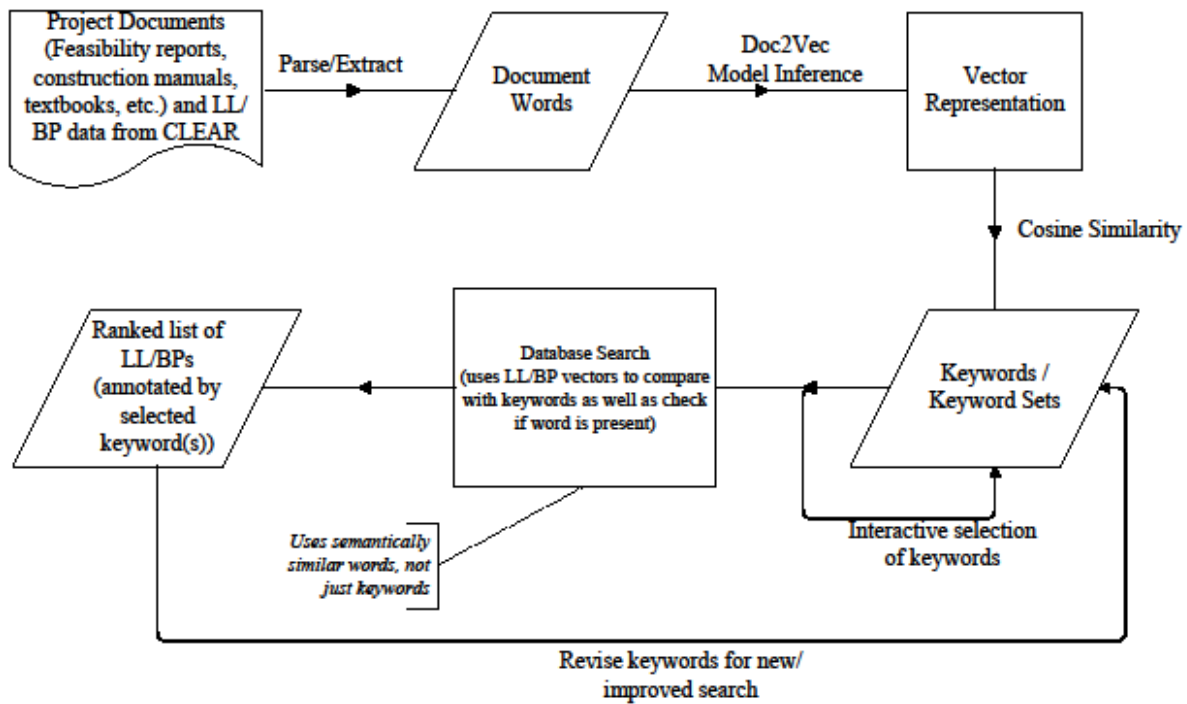 Project Documents
(Feasibility reports,
construction manuals,
textbooks, etc.) and LL/
BP data from CLEAR
Parse/Extract
Document
Words
Doc2Vec
Model Inference
Vector
Representation
Cosine Similarity
Ranked list of
LL/BPs
(annotated by
selected
keyword(s))
Database Search
(uses LL/BP vectors to compare
with keywords as well as check
if word is present)
Keywords /
Keyword Sets
Uses semantically
similar words, not
just keywords
Interactive selection
of keywords
Revise keywords for new/
improved search